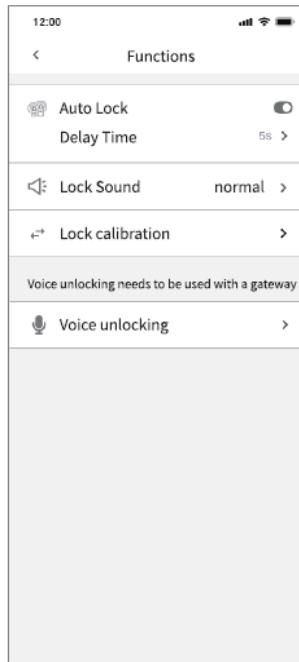 12:00
Functions
Auto Lock
Delay Time 5s
Lock Sound normal
Lock calibration
Voice unlocking needs to be used with a gateway
Voice unlocking